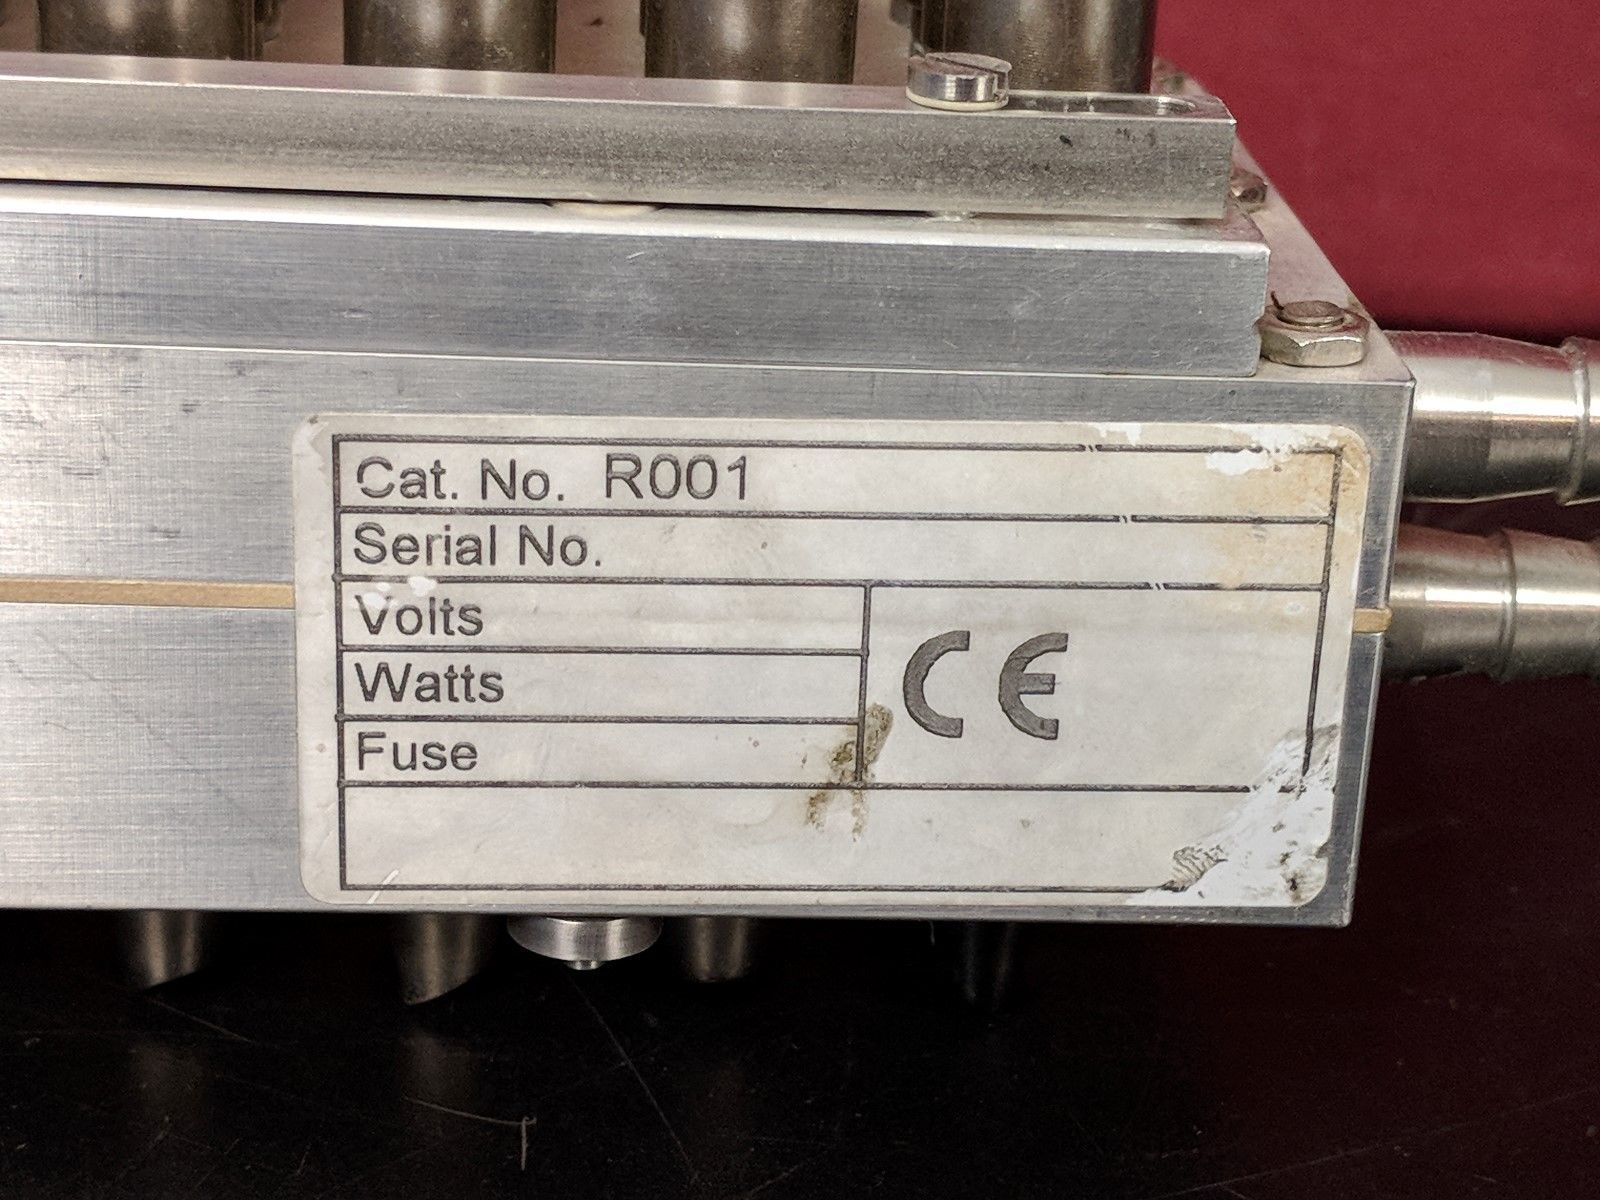 Cat. No. R001
Serial No.
Volts
Watts
Fuse
CE